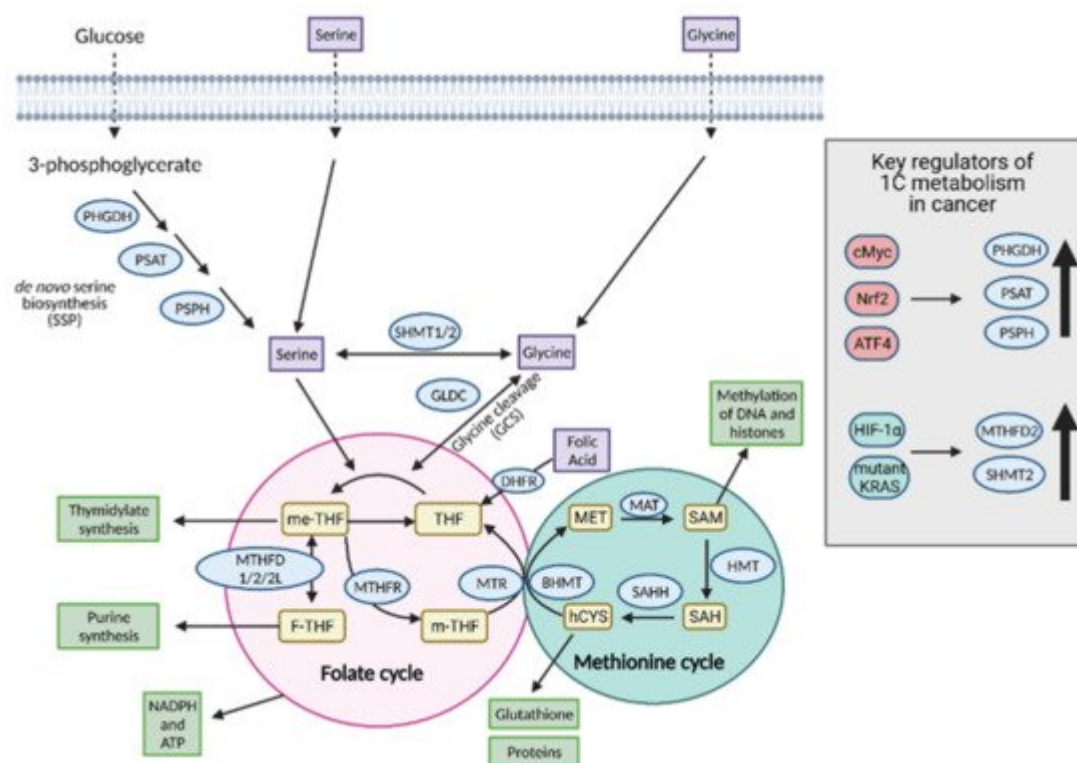 Glucose
Serine
Glycine
3-phosphoglycerate
PHGDH
PSAT
PSPH
de novo serine
biosynthesis
(SSP)
Serine
SHMT1/2
Glycine
GLDC
Glycine cleavage
(GCS)
Folic
Acid
DHFR
Methylation
of DNA and
histones
Thymidylate
synthesis
me-THF
THF
MET
MAT
SAM
MTHFD
1/2/2L
MTHFR
MTR
BHMT
SAHH
HMT
Purine
synthesis
F-THF
m-THF
hCYS
SAH
Folate cycle
Methionine cycle
NADPH
and
ATP
Glutathione
Proteins
Key regulators of
1C metabolism
in cancer
cMyc
Nrf2
ATF4
PHGDH
PSAT
PSPH
HIF-1α
mutant
KRAS
MTHFD2
SHMT2